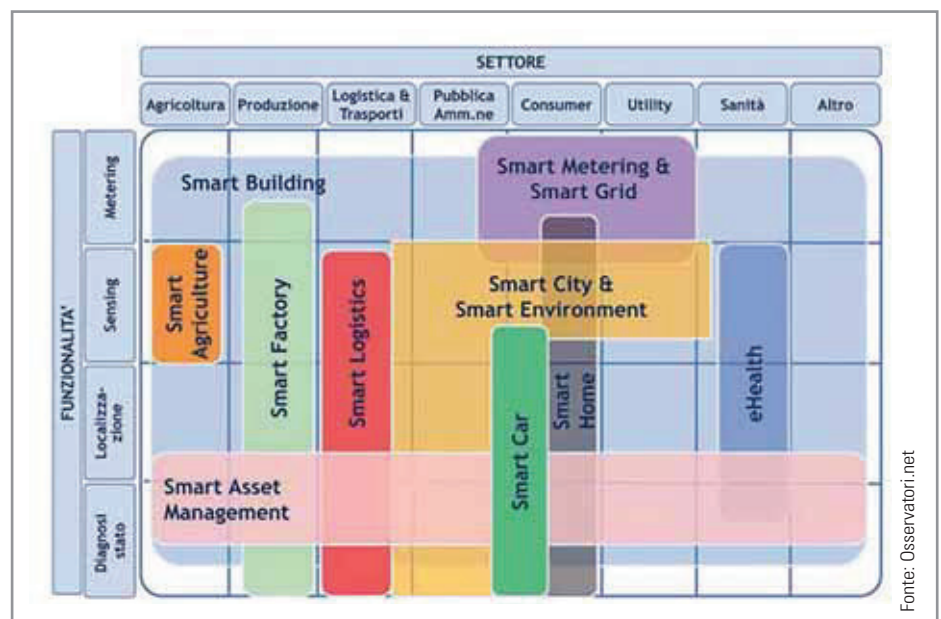 SETTORE
Agricoltura
Produzione
Logistica &
Trasporti
Pubblica
Amm.ne
Consumer
Utility
Sanità
Altro
FUNZIONALITA'
Metering
Sensing
Localizza-
zione
Diagnosi
stato
Smart Building
Smart Metering &
Smart Grid
Smart
Agriculture
Smart Factory
Smart Logistics
Smart City &
Smart Environment
Smart Car
Smart
Home
eHealth
Smart Asset
Management
Fonte: Osservatori.net